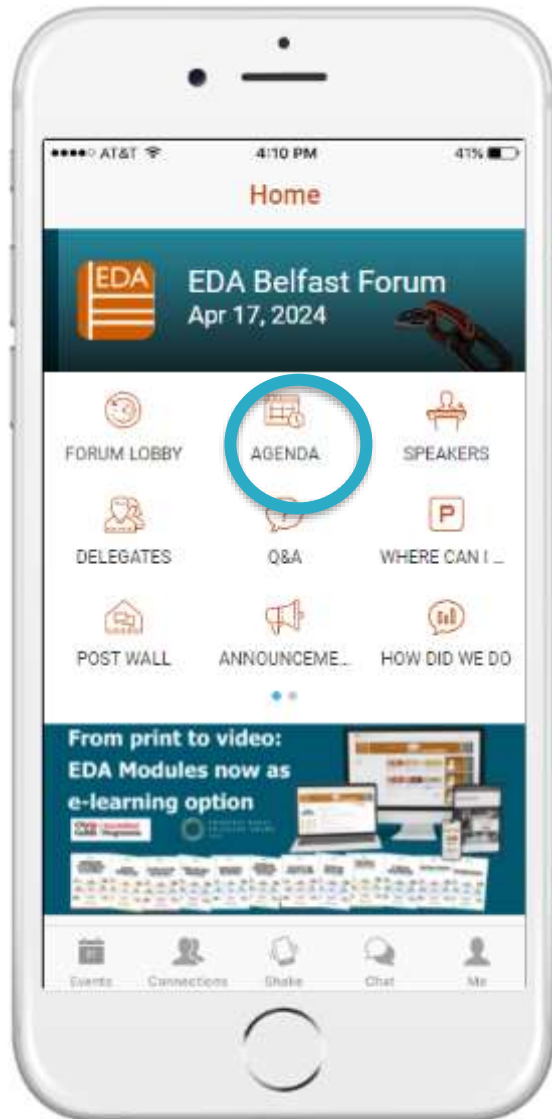 AT&T 4:10 PM 41%
Home
EDA
EDA Belfast Forum
Apr 17, 2024
FORUM LOBBY AGENDA SPEAKERS
DELEGATES Q&A P WHERE CAN I ...
POST WALL ANNOUNCEME... HOW DID WE DO
From print to video:
EDA Modules now as
e-learning option
Events Connections Shake Chat Me